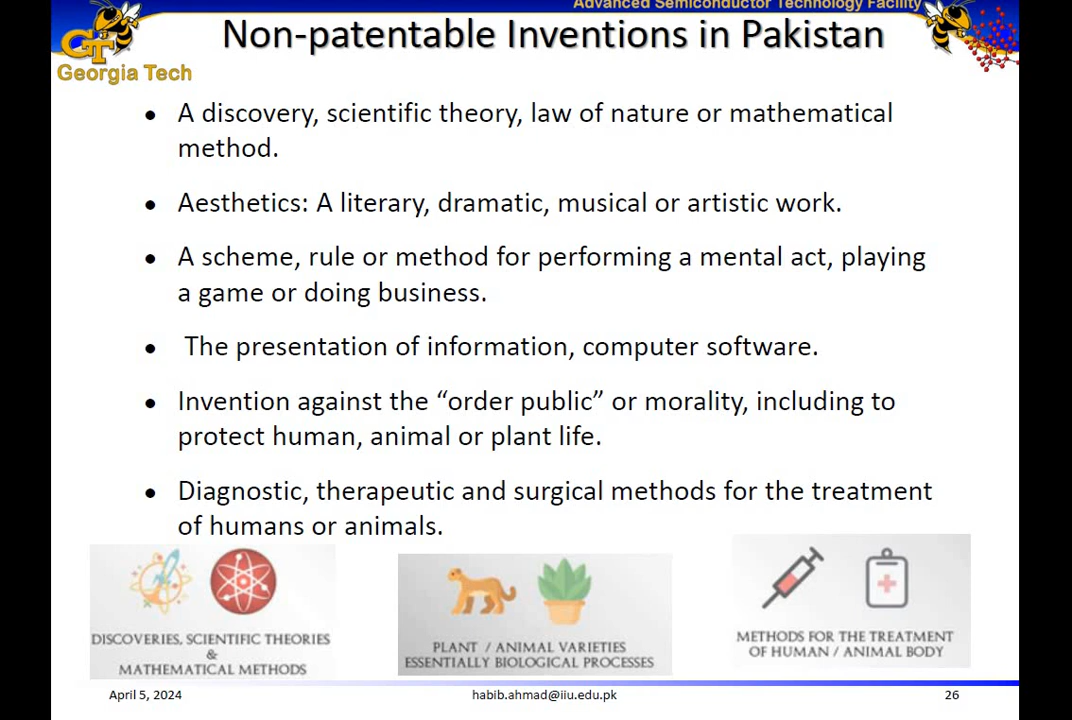 Advanced Semiconductor Technology Facility
Non-patentable Inventions in Pakistan
GT
Georgia Tech
• A discovery, scientific theory, law of nature or mathematical
method.
• Aesthetics: A literary, dramatic, musical or artistic work.
• A scheme, rule or method for performing a mental act, playing
a game or doing business.
• The presentation of information, computer software.
• Invention against the “order public” or morality, including to
protect human, animal or plant life.
• Diagnostic, therapeutic and surgical methods for the treatment
of humans or animals.
DISCOVERIES, SCIENTIFIC THEORIES
&
MATHEMATICAL METHODS
PLANT / ANIMAL VARIETIES
ESSENTIALLY BIOLOGICAL PROCESSES
METHODS FOR THE TREATMENT
OF HUMAN / ANIMAL BODY
April 5, 2024
habib.ahmad@iiu.edu.pk
26